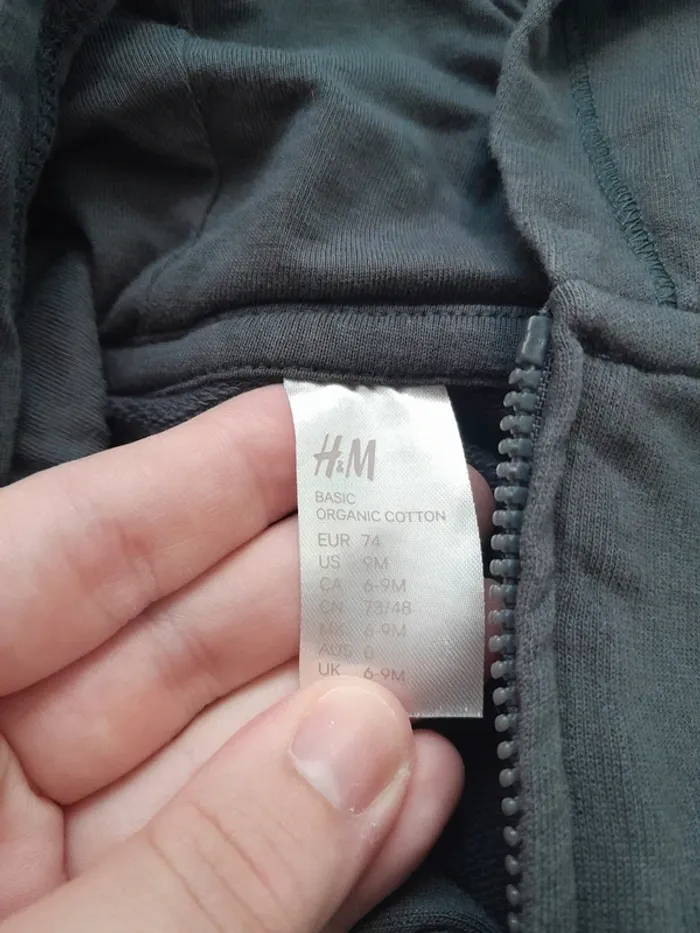 H&M
BASIC
ORGANIC COTTON
EUR 74
US 9M
CA 6-9M
CN 73/48
MX 6-9M
AUS 0
UK 6-9M